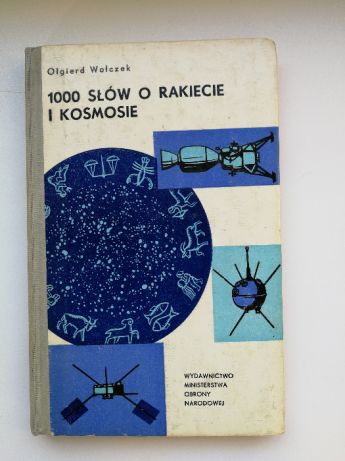 Olgierd Wołczek
1000 SŁÓW O RAKIECIE
I KOSMOSIE
WYDAWNICTWO
MINISTERSTWA
OBRONY
NARODOWEJ